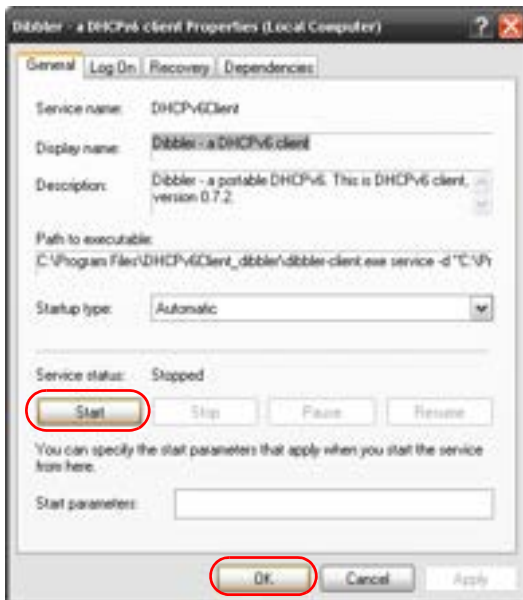 Dibbler - a DHCPv6 client Properties (Local Computer)
General Log On Recovery Dependencies
Service name: DHCPv6Client
Display name: Dibbler - a DHCPv6 client
Description: Dibbler - a portable DHCPv6. This is DHCPv6 client,
version 0.7.2.
Path to executable:
C:\Program Files\DHCPv6Client_dibbler\dibbler-client.exe service -d "C:\Pr
Startup type: Automatic
Service status: Stopped
Start Stop Pause Resume
You can specify the start parameters that apply when you start the service
from here.
Start parameters:
OK Cancel Apply